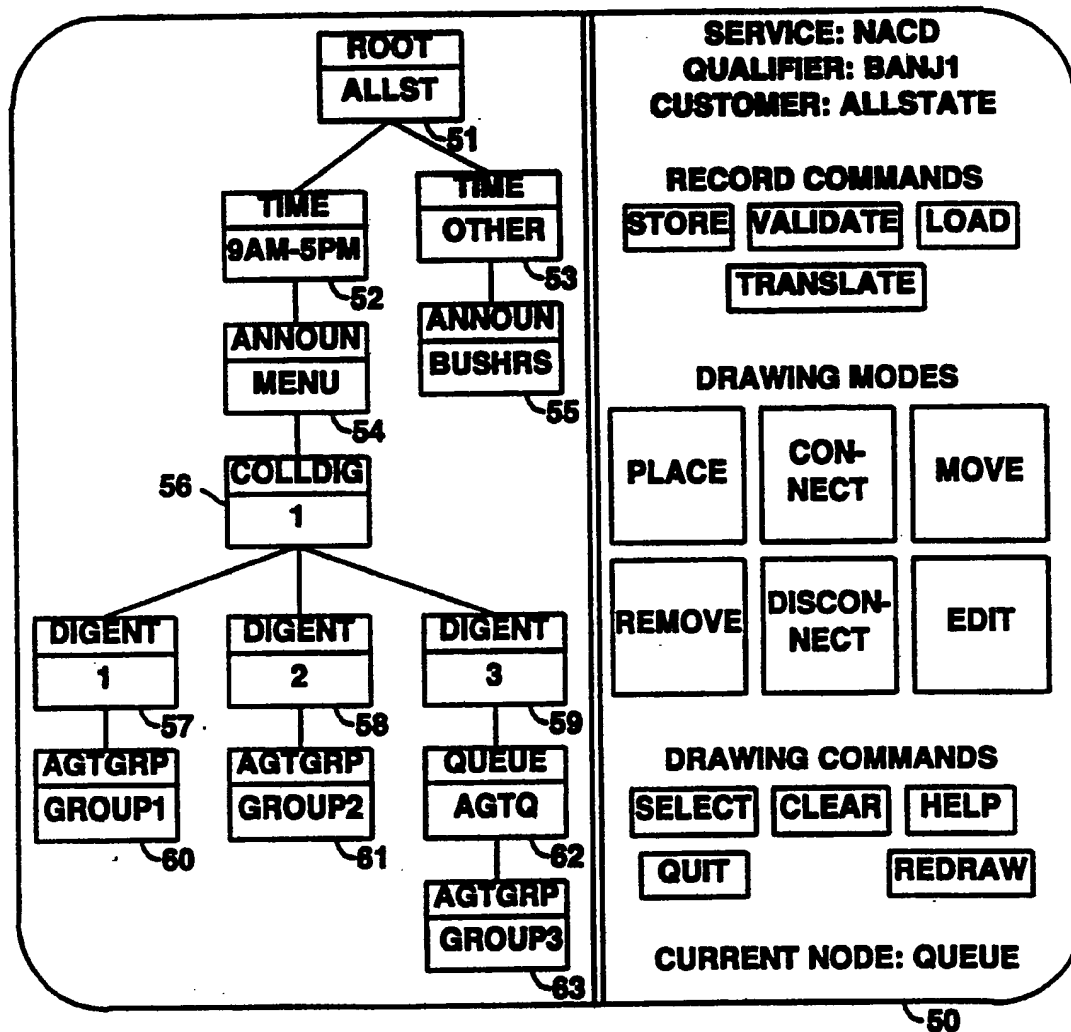 ROOT
ALLST
51
TIME
9AM-5PM
52
TIME
OTHER
53
ANNOUN
MENU
54
ANNOUN
BUSHRS
55
56
COLLDIG
1
DIGENT
1
57
DIGENT
2
58
DIGENT
3
59
AGTGRP
GROUP1
60
AGTGRP
GROUP2
61
QUEUE
AGTQ
62
AGTGRP
GROUP3
63
SERVICE: NACD
QUALIFIER: BANJ1
CUSTOMER: ALLSTATE
RECORD COMMANDS
STORE VALIDATE LOAD
TRANSLATE
DRAWING MODES
PLACE
CON-
NECT
MOVE
REMOVE
DISCON-
NECT
EDIT
DRAWING COMMANDS
SELECT CLEAR HELP
QUIT REDRAW
CURRENT NODE: QUEUE
50